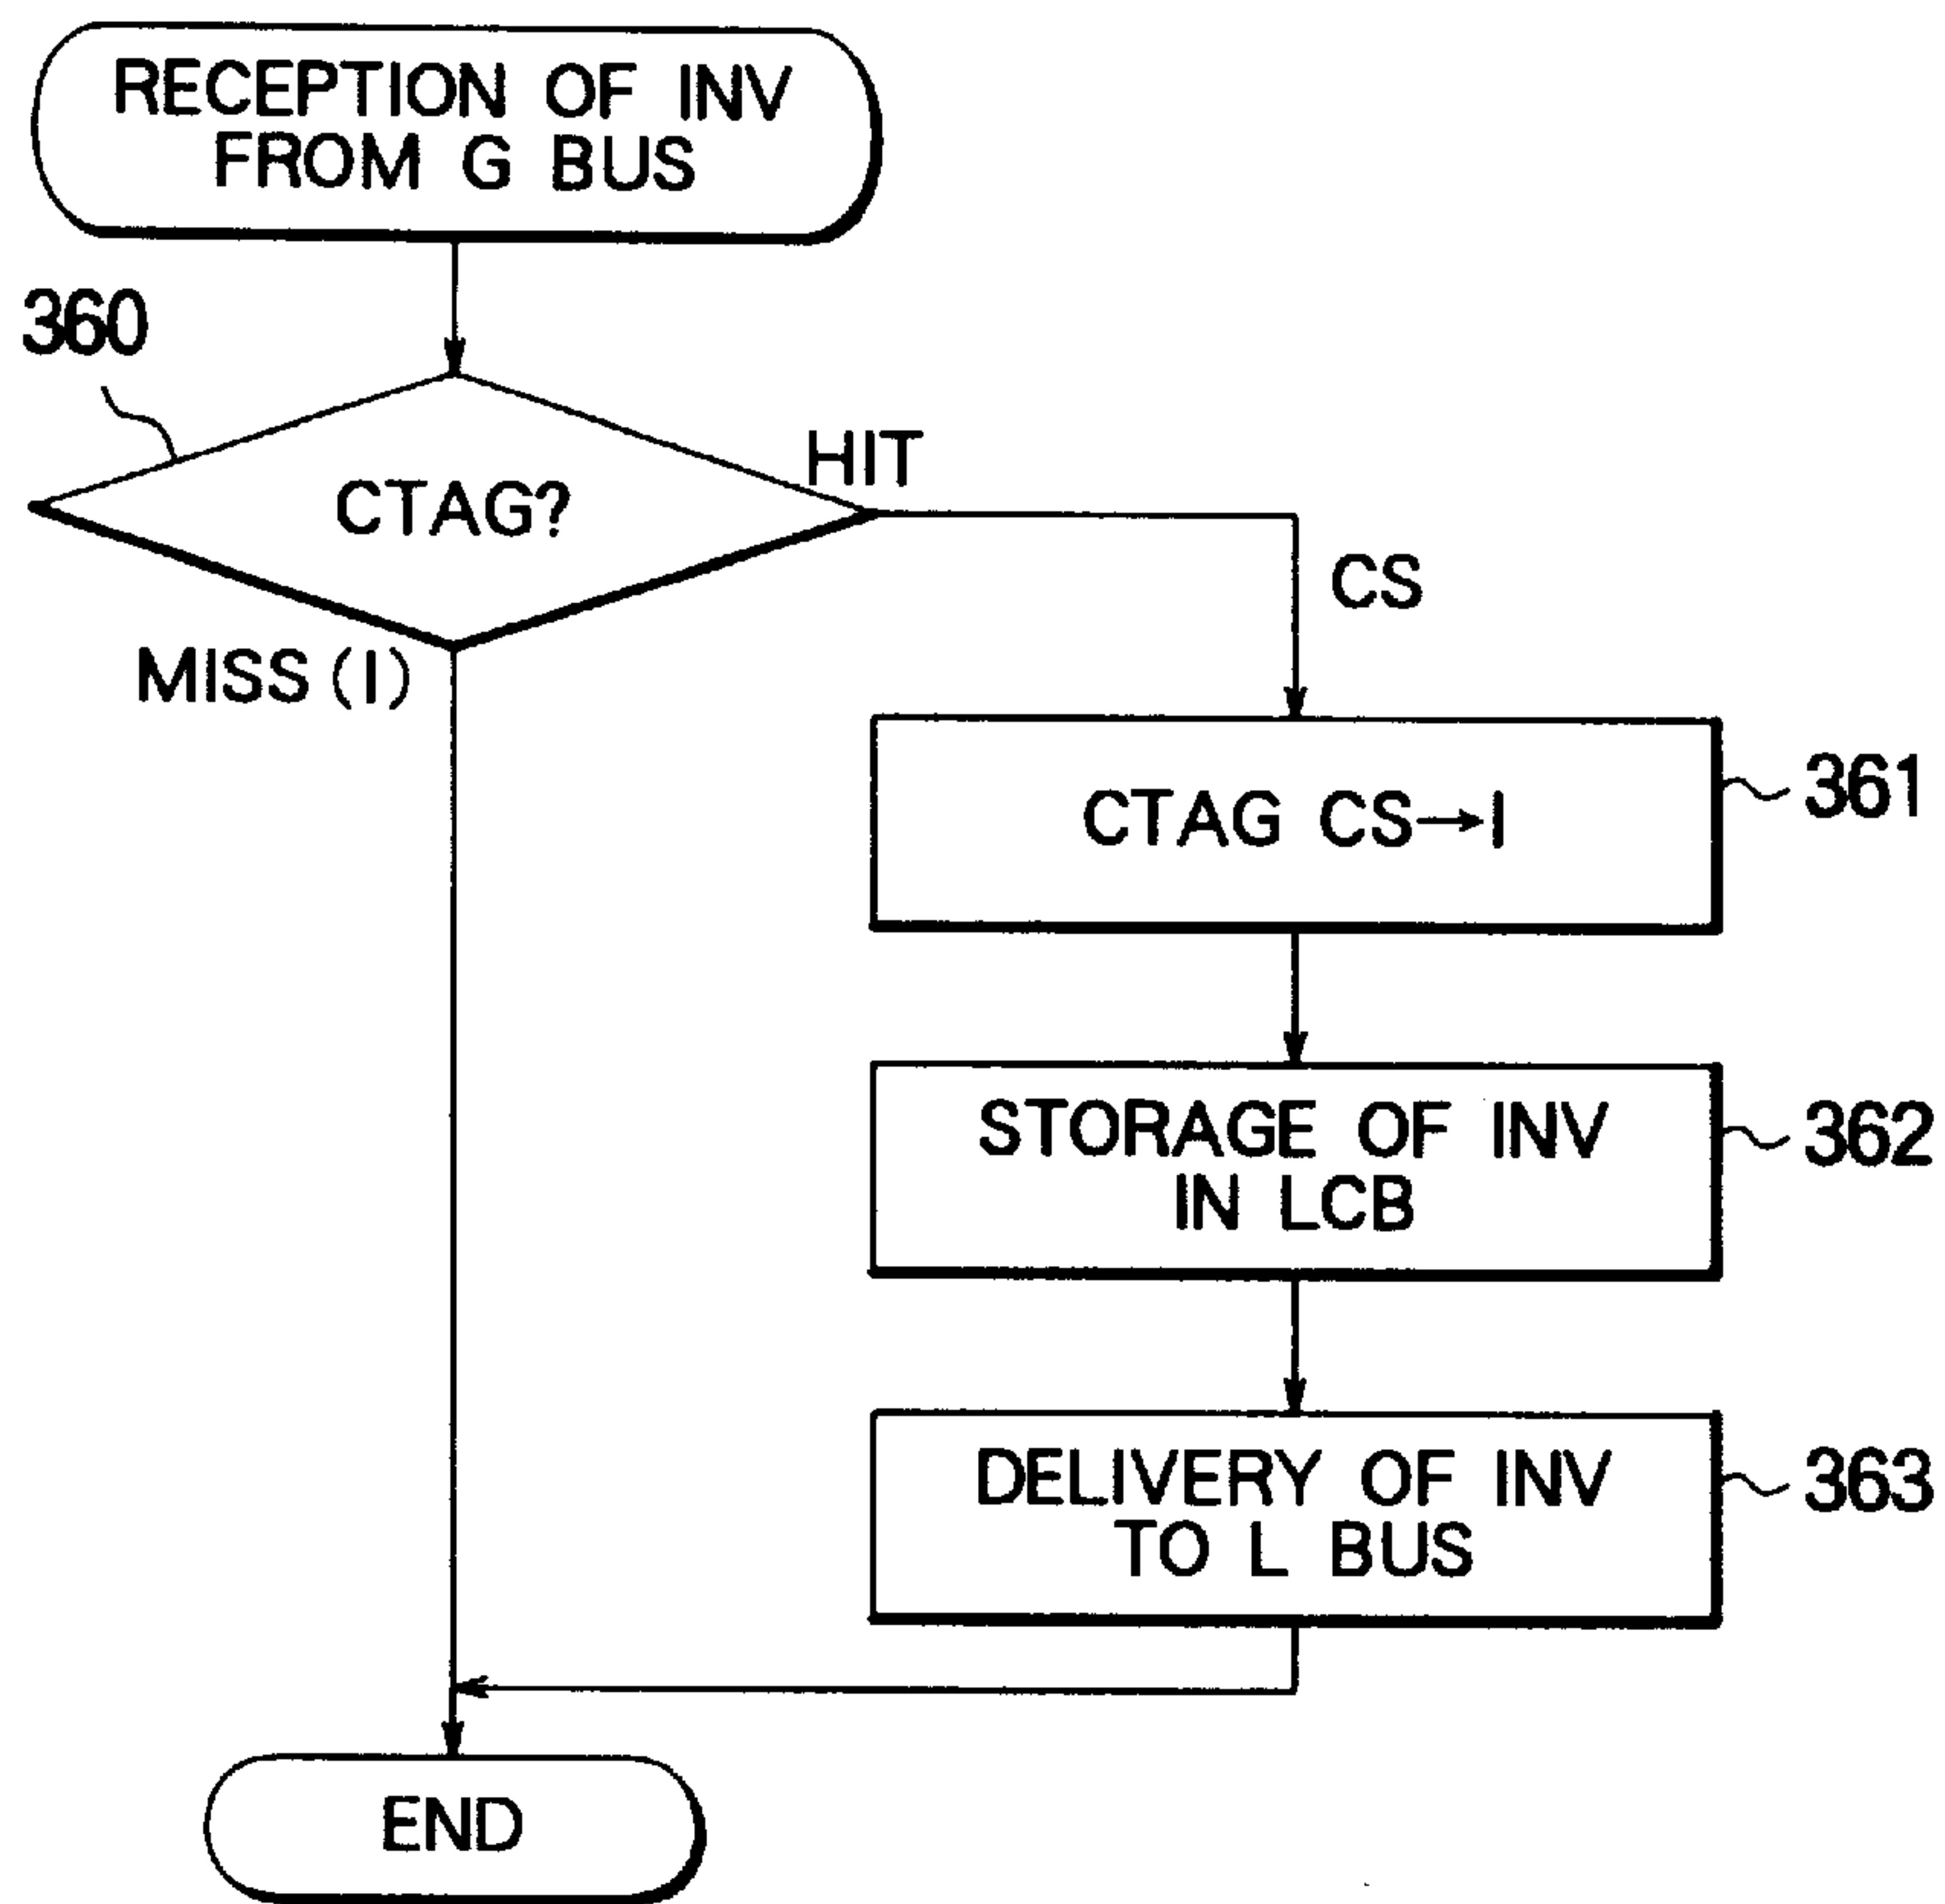 RECEPTION OF INV
FROM G BUS
360
CTAG?
HIT
CS
MISS (I)
CTAG CS→I
361
STORAGE OF INV
IN LCB
362
DELIVERY OF INV
TO L BUS
363
END